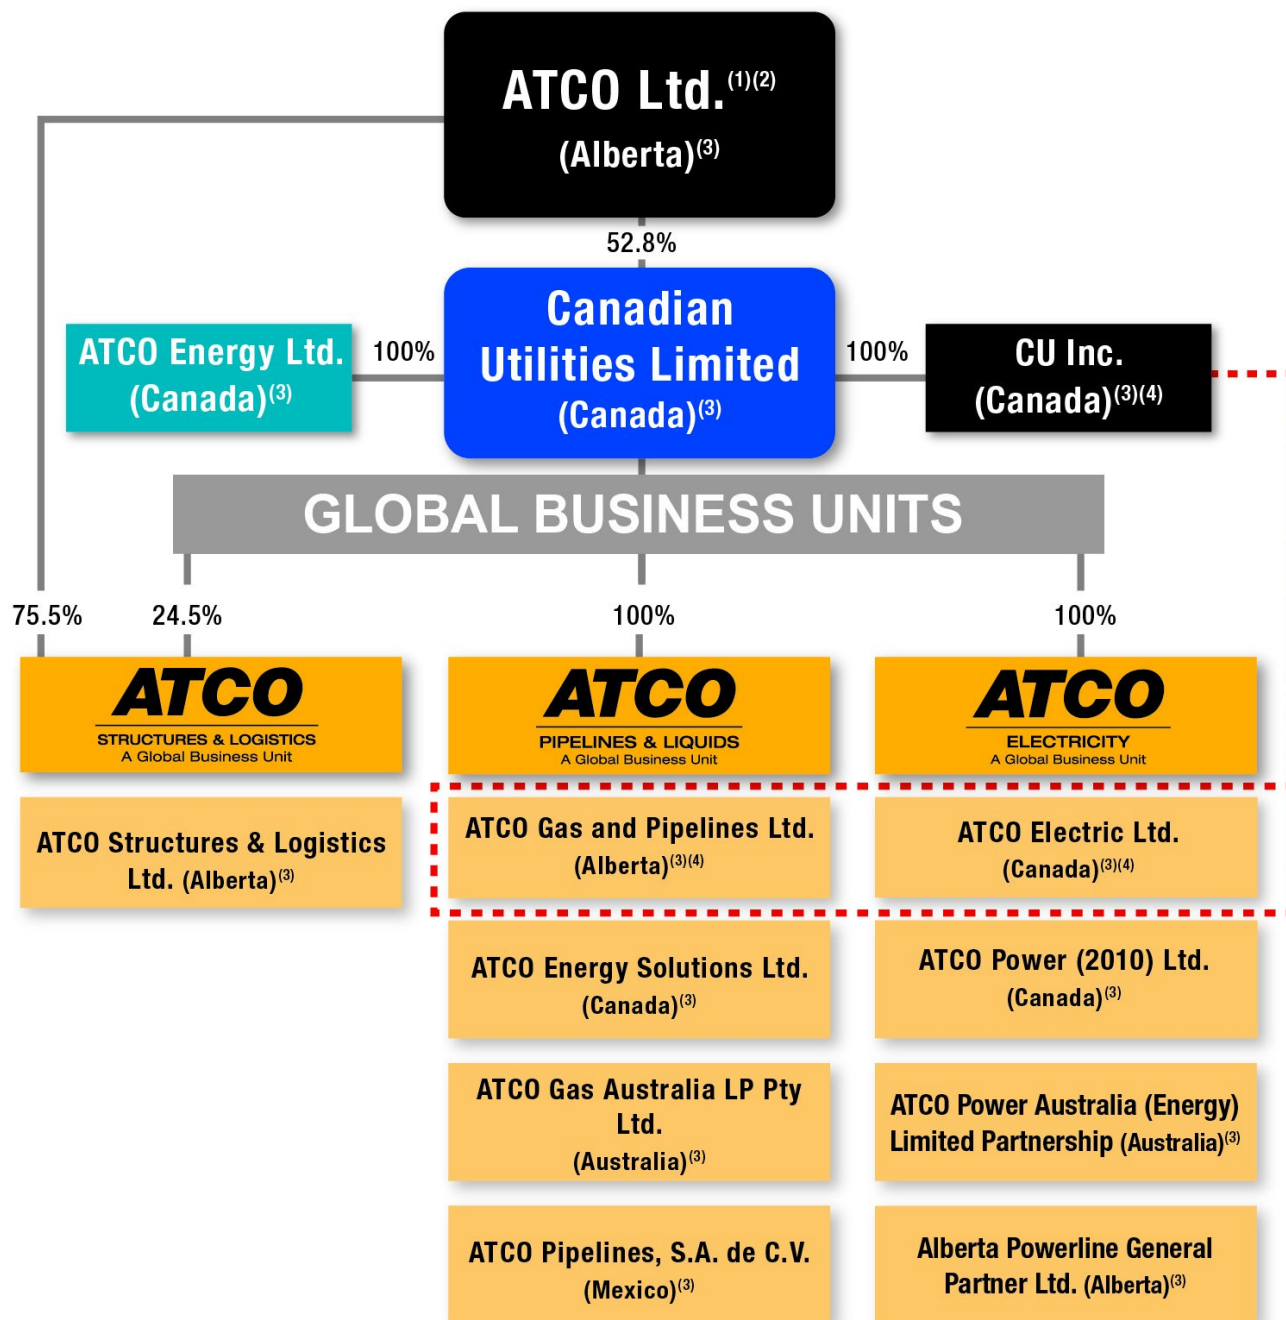 ATCO Ltd.(1)(2)
(Alberta)(3)
52.8%
ATCO Energy Ltd.
(Canada)(3)
100%
Canadian
Utilities Limited
(Canada)(3)
100%
CU Inc.
(Canada)(3)(4)
GLOBAL BUSINESS UNITS
75.5%
24.5%
100%
100%
ATCO
STRUCTURES & LOGISTICS
A Global Business Unit
ATCO
PIPELINES & LIQUIDS
A Global Business Unit
ATCO
ELECTRICITY
A Global Business Unit
ATCO Structures & Logistics
Ltd. (Alberta)(3)
ATCO Gas and Pipelines Ltd.
(Alberta)(3)(4)
ATCO Electric Ltd.
(Canada)(3)(4)
ATCO Energy Solutions Ltd.
(Canada)(3)
ATCO Power (2010) Ltd.
(Canada)(3)
ATCO Gas Australia LP Pty
Ltd.
(Australia)(3)
ATCO Power Australia (Energy)
Limited Partnership (Australia)(3)
ATCO Pipelines, S.A. de C.V.
(Mexico)(3)
Alberta Powerline General
Partner Ltd. (Alberta)(3)